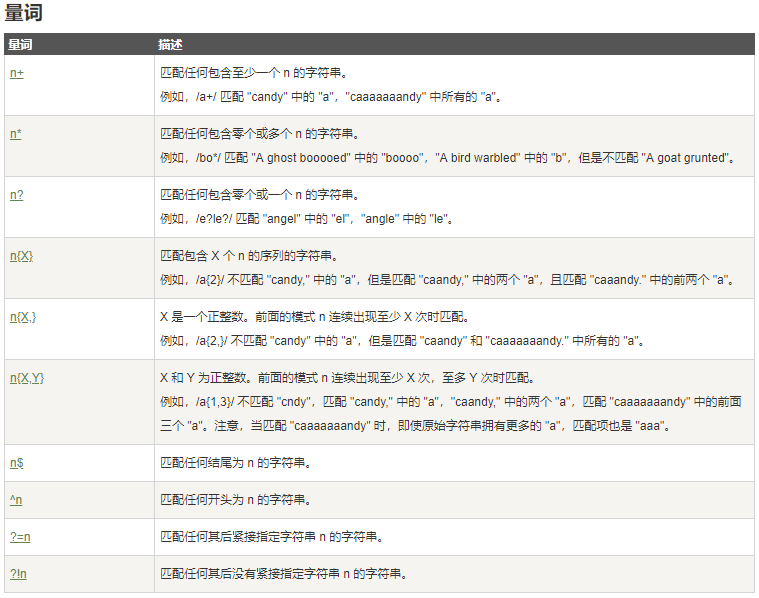 量词
量词 描述
n+ 匹配任何包含至少一个 n 的字符串。
例如，/a+/ 匹配 "candy" 中的 "a"，"caaaaaaandy" 中所有的 "a"。
n* 匹配任何包含零个或多个 n 的字符串。
例如，/bo*/ 匹配 "A ghost booooed" 中的 "boooo"，"A bird warbled" 中的 "b"，但是不匹配 "A goat grunted"。
n? 匹配任何包含零个或一个 n 的字符串。
例如，/e?le?/ 匹配 "angel" 中的 "el"，"angle" 中的 "le"。
n{X} 匹配包含 X 个 n 的序列的字符串。
例如，/a{2}/ 不匹配 "candy," 中的 "a"，但是匹配 "caandy," 中的两个 "a"，且匹配 "caaandy." 中的前两个 "a"。
n{X,} X 是一个正整数。前面的模式 n 连续出现至少 X 次时匹配。
例如，/a{2,}/ 不匹配 "candy" 中的 "a"，但是匹配 "caandy" 和 "caaaaaaandy." 中所有的 "a"。
n{X,Y} X 和 Y 为正整数。前面的模式 n 连续出现至少 X 次，至多 Y 次时匹配。
例如，/a{1,3}/ 不匹配 "cndy"，匹配 "candy," 中的 "a"，"caandy," 中的两个 "a"，匹配 "caaaaaaandy" 中的前面
三个 "a"。注意，当匹配 "caaaaaaandy" 时，即使原始字符串拥有更多的 "a"，匹配项也是 "aaa"。
n$ 匹配任何结尾为 n 的字符串。
^n 匹配任何开头为 n 的字符串。
?=n 匹配任何其后紧接指定字符串 n 的字符串。
?!n 匹配任何其后没有紧接指定字符串 n 的字符串。